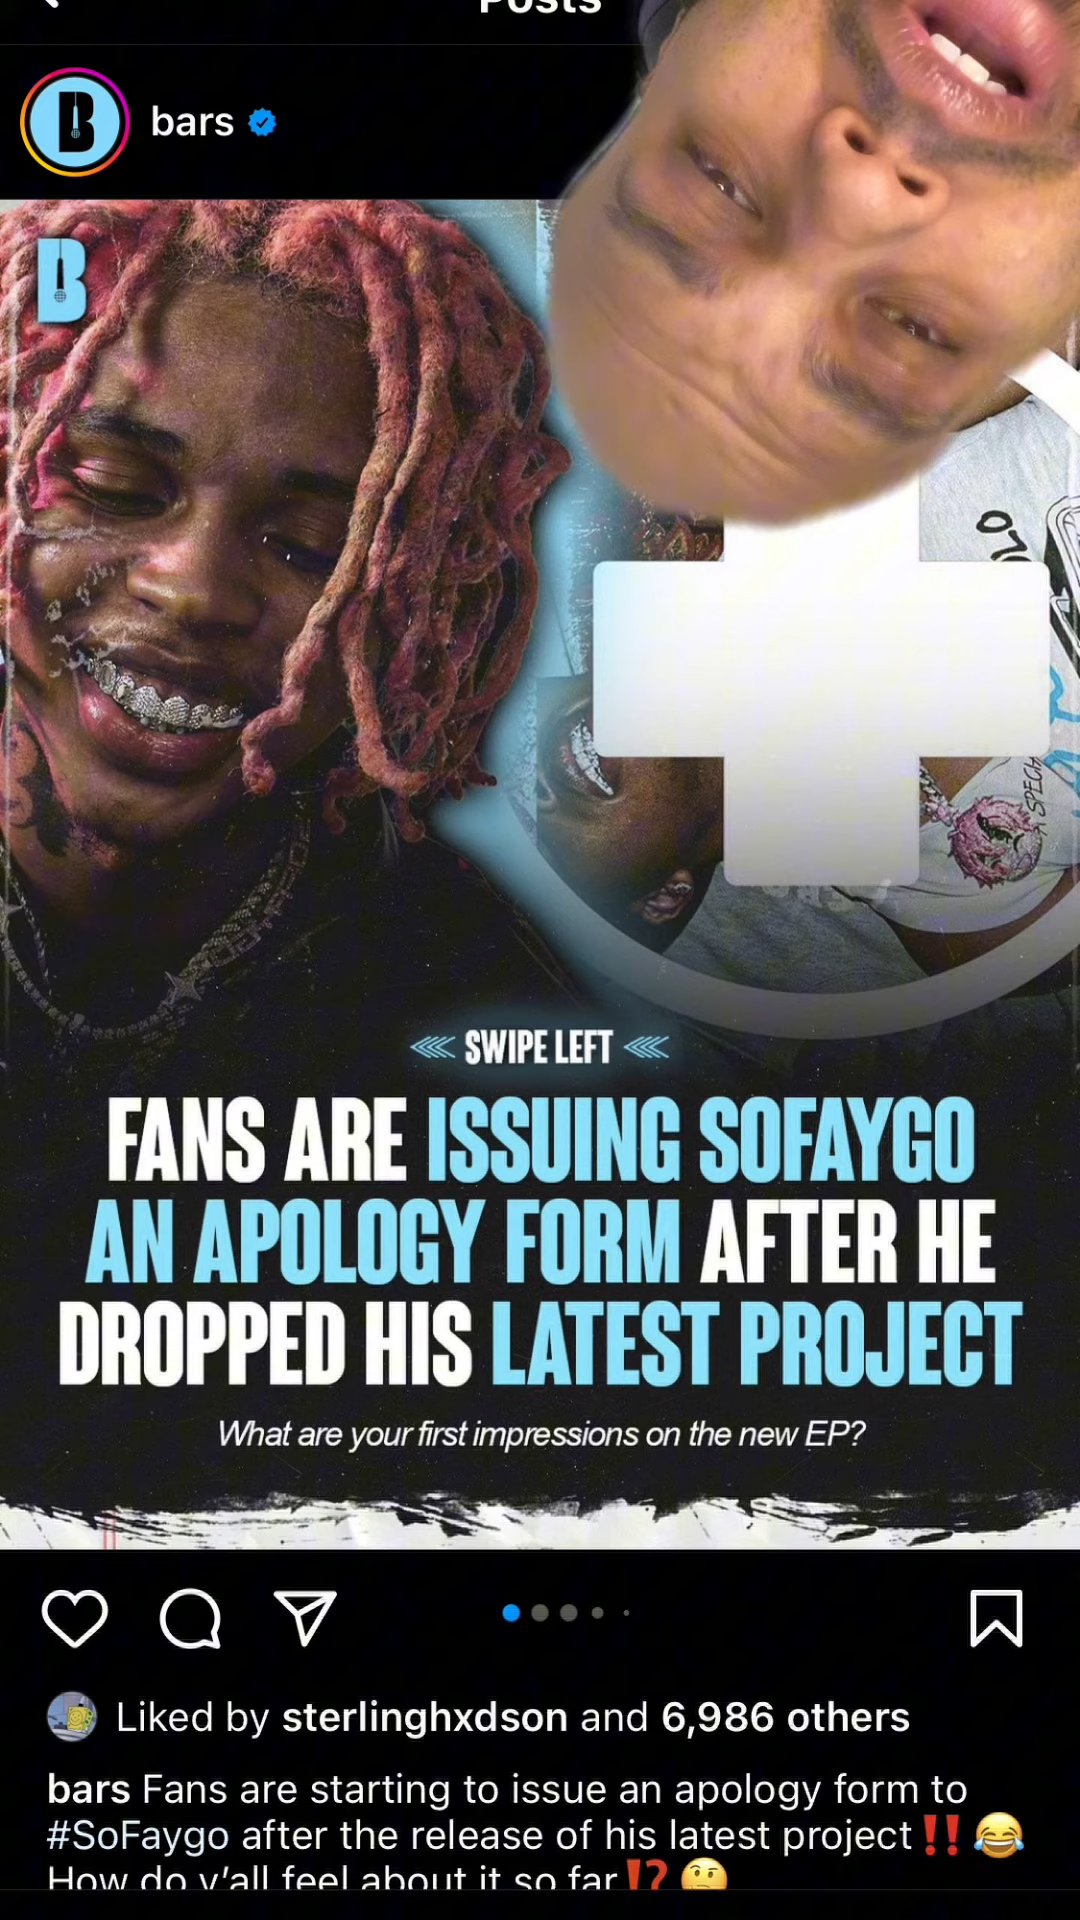 Posts
B bars
B
OLO
A SPECIA
<<< SWIPE LEFT <<<
FANS ARE ISSUING SOFAYGO
AN APOLOGY FORM AFTER HE
DROPPED HIS LATEST PROJECT
What are your first impressions on the new EP?
Liked by sterlinghxdson and 6,986 others
bars Fans are starting to issue an apology form to
#SoFaygo after the release of his latest project‼️😂
How do y'all feel about it so far⁉️🤔